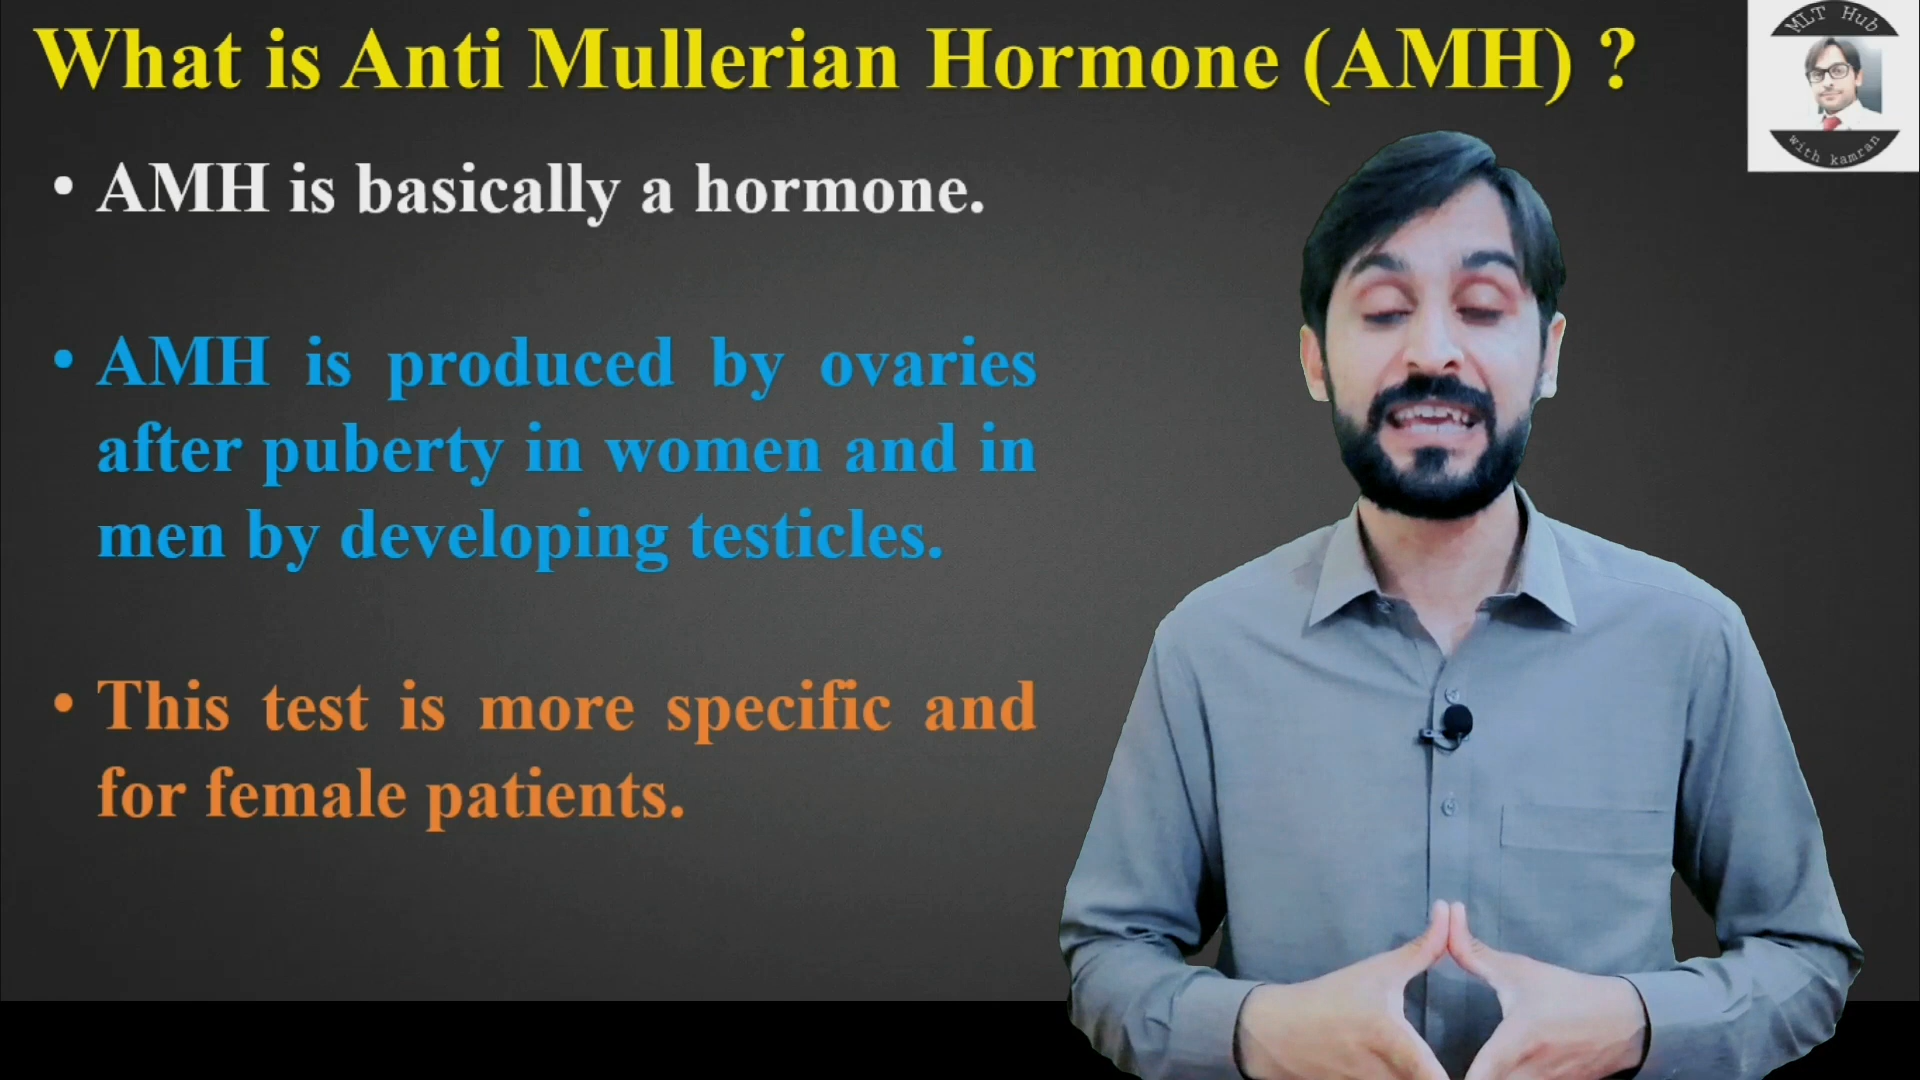 What is Anti Mullerian Hormone (AMH) ?
MLT Hub
with kamran
• AMH is basically a hormone.
• AMH is produced by ovaries
after puberty in women and in
men by developing testicles.
• This test is more specific and
for female patients.